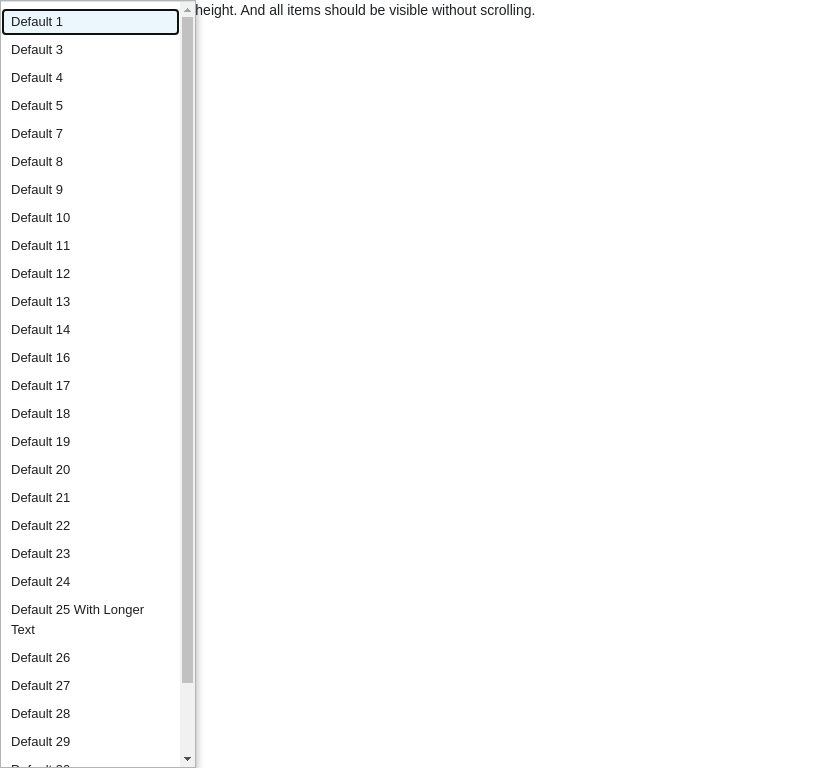 height. And all items should be visible without scrolling.
Default 1
Default 3
Default 4
Default 5
Default 7
Default 8
Default 9
Default 10
Default 11
Default 12
Default 13
Default 14
Default 16
Default 17
Default 18
Default 19
Default 20
Default 21
Default 22
Default 23
Default 24
Default 25 With Longer
Text
Default 26
Default 27
Default 28
Default 29